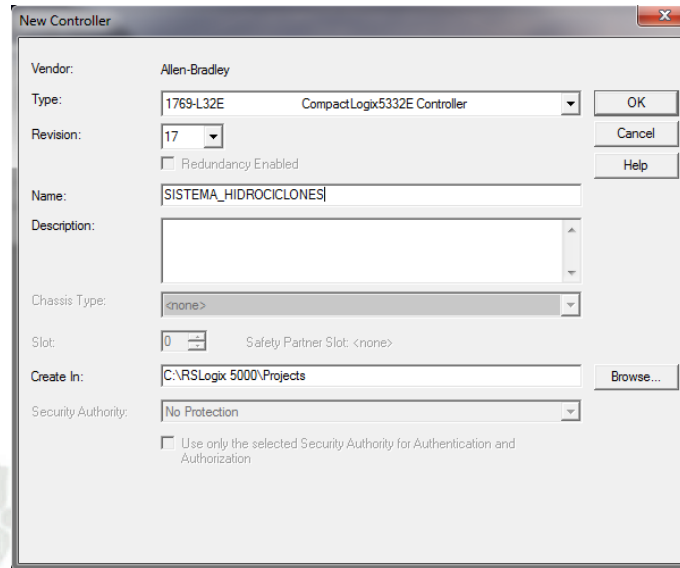 New Controller
Vendor: Allen-Bradley
Type: 1769-L32E CompactLogix5332E Controller OK
Revision: 17 Cancel
Redundancy Enabled Help
Name: SISTEMA_HIDROCICLONES
Description:
Chassis Type: <none>
Slot: 0 Safety Partner Slot: <none>
Create In: C:\RSLogix 5000\Projects Browse...
Security Authority: No Protection
Use only the selected Security Authority for Authentication and
Authorization